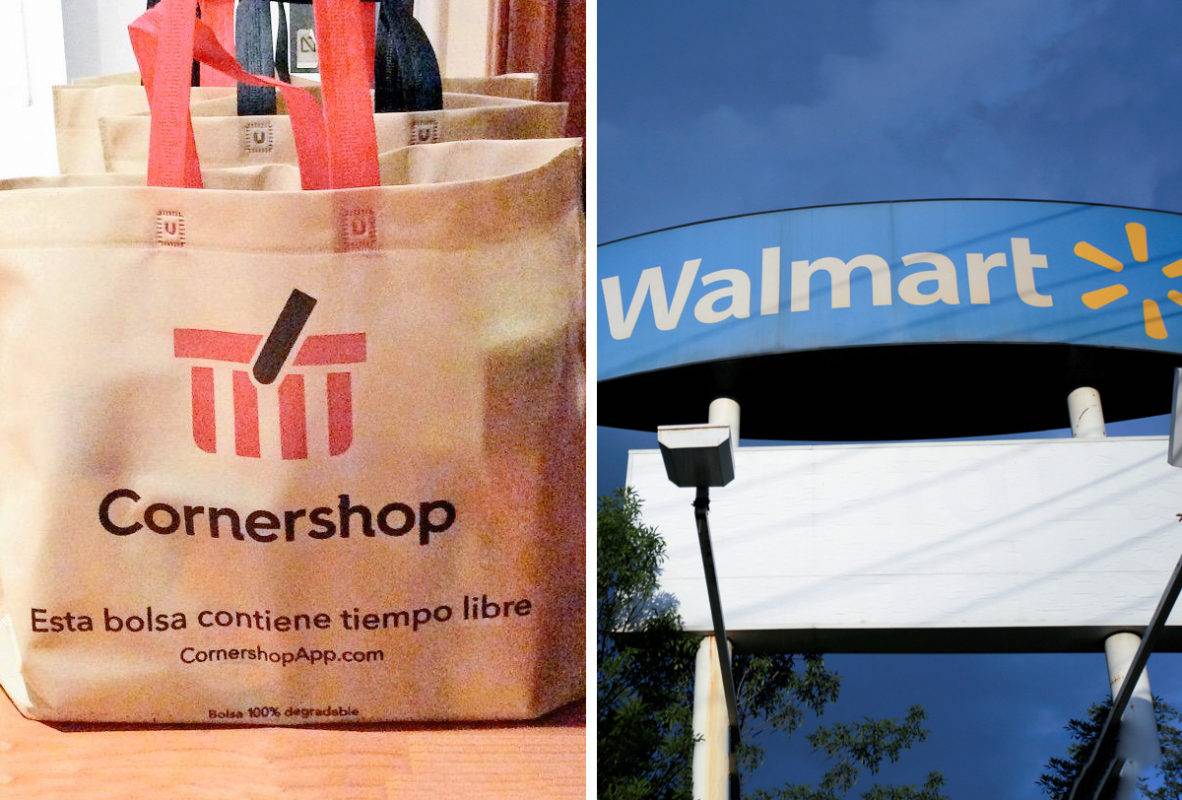 U U
U U
Cornershop
Esta bolsa contiene tiempo libre
CornershopApp.com
Bolsa 100% degradable
Walmart